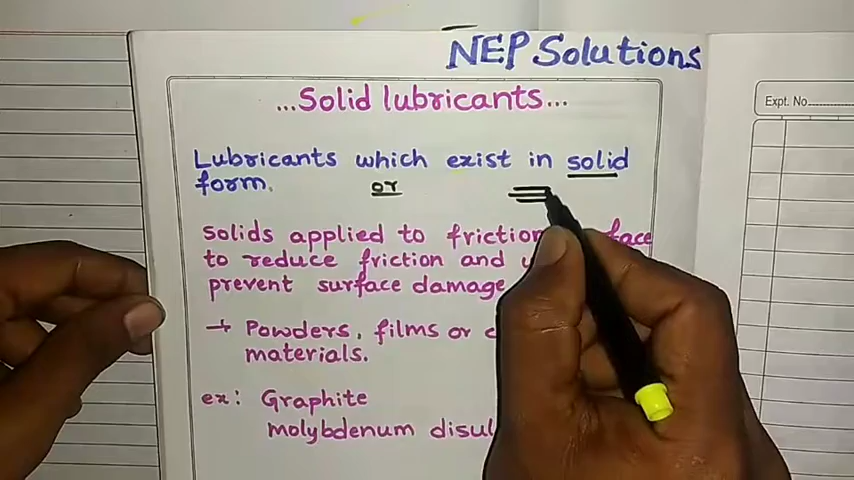 NEP Solutions
...Solid lubricants...
Expt. No.
Lubricants which exist in solid
form.
or
Solids applied to friction
to reduce friction and
prevent surface damage
→ Powders, films or
materials.
ex: Graphite
molybdenum